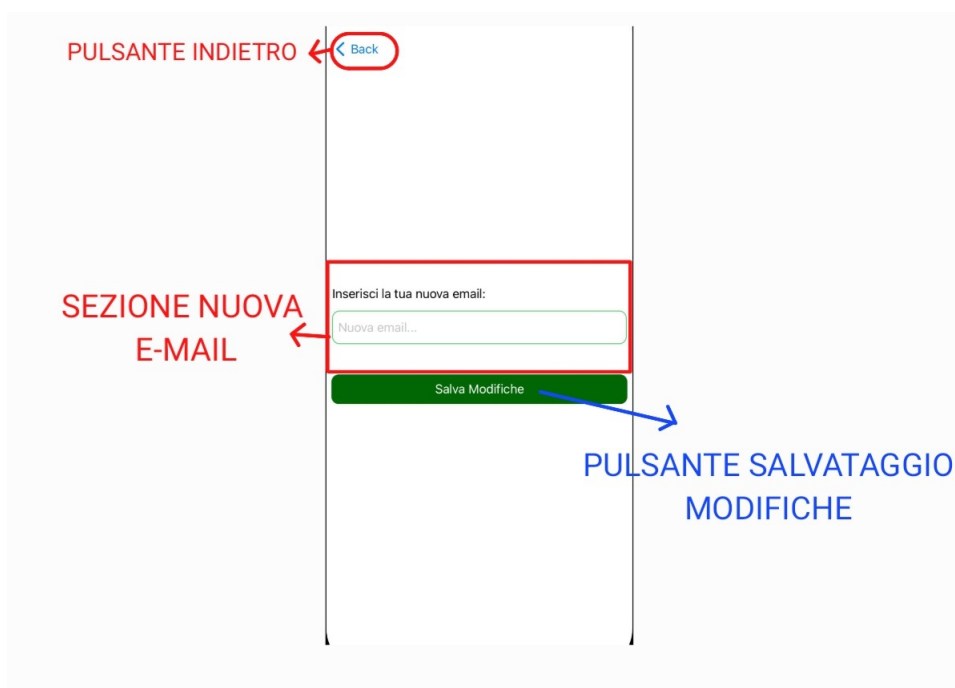 PULSANTE INDIETRO
Back
Inserisci la tua nuova email:
SEZIONE NUOVA
E-MAIL
Nuova email...
Salva Modifiche
PULSANTE SALVATAGGIO
MODIFICHE